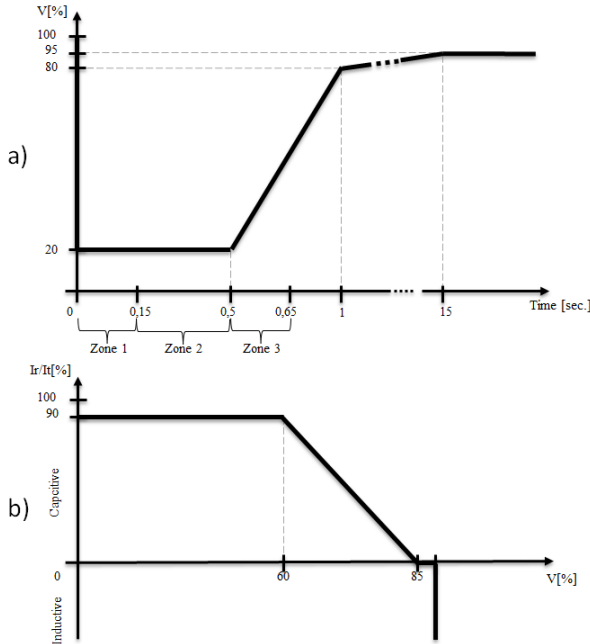 V[%]
100
95
80
a)
20
0 0,15 0,5 0,65 1 15 Time [sec.]
Zone 1 Zone 2 Zone 3
Ir/It[%]
100
90
Capcitive
b)
0 60 85 V[%]
Inductive